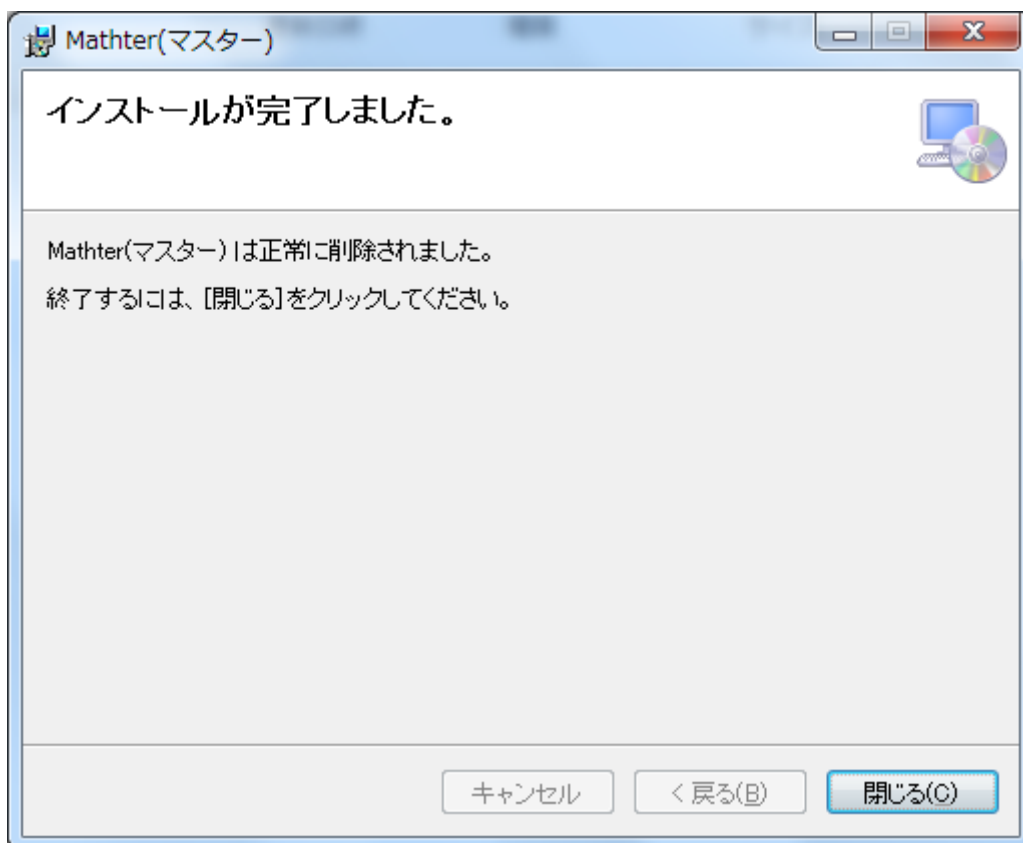 Mathter(マスター)
インストールが完了しました。
Mathter(マスター) は正常に削除されました。
終了するには、[閉じる]をクリックしてください。
キャンセル
< 戻る(B)
閉じる(C)